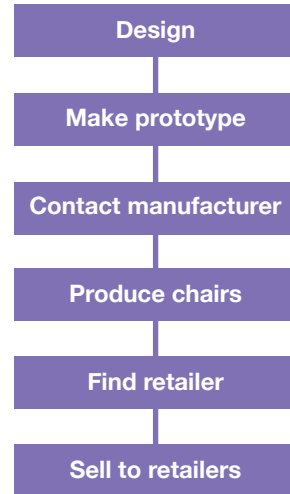 Design
Make prototype
Contact manufacturer
Produce chairs
Find retailer
Sell to retailers